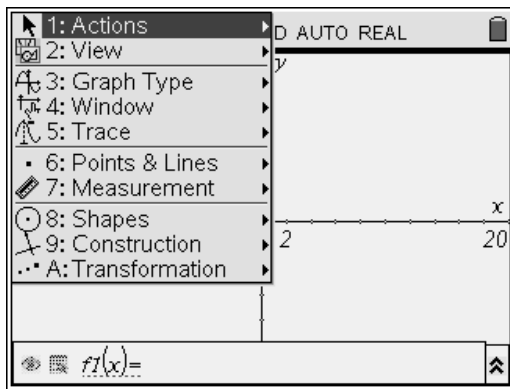 1: Actions
D AUTO REAL
2: View
y
3: Graph Type
4: Window
5: Trace
6: Points & Lines
7: Measurement
x
8: Shapes
9: Construction
2
20
A: Transformation
f1(x)=